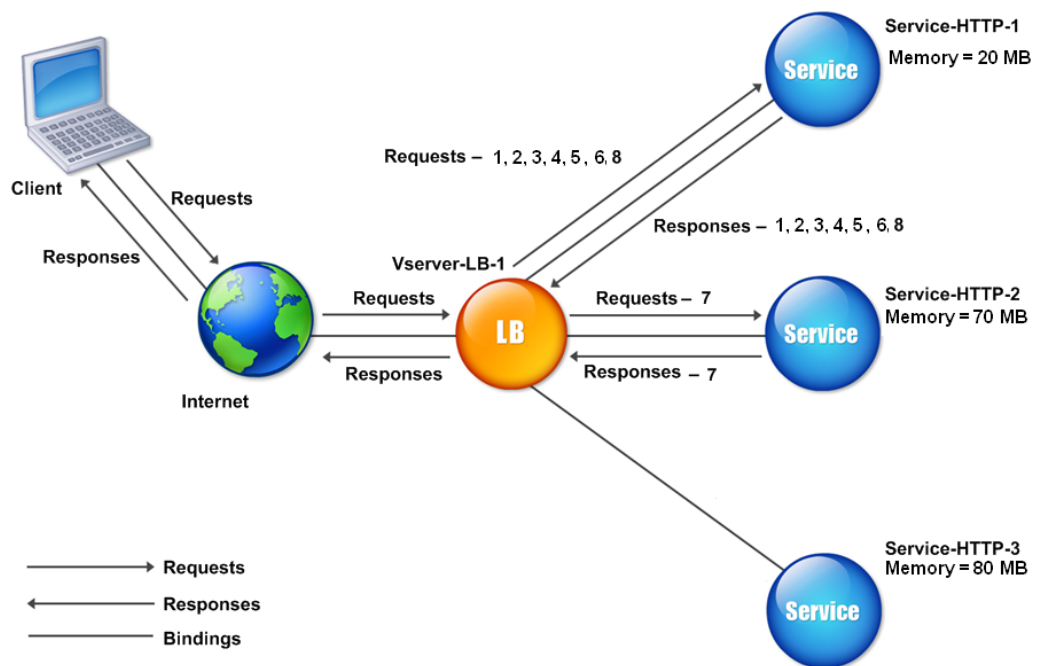 Service-HTTP-1
Memory = 20 MB
Service
Requests – 1, 2, 3, 4, 5 , 6, 8
Client
Requests
Responses
Responses – 1, 2, 3, 4, 5, 6, 8
Vserver-LB-1
Requests
LB
Responses
Requests – 7
Responses – 7
Service
Service-HTTP-2
Memory = 70 MB
Internet
Service-HTTP-3
Memory = 80 MB
Service
Requests
Responses
Bindings